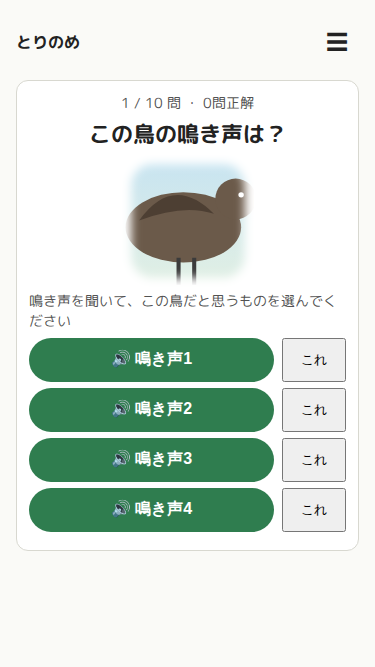 とりのめ
1 / 10 問 · 0問正解
この鳥の鳴き声は？
鳴き声を聞いて、この鳥だと思うものを選んでく
ださい
🔊 鳴き声1
これ
🔊 鳴き声2
これ
🔊 鳴き声3
これ
🔊 鳴き声4
これ